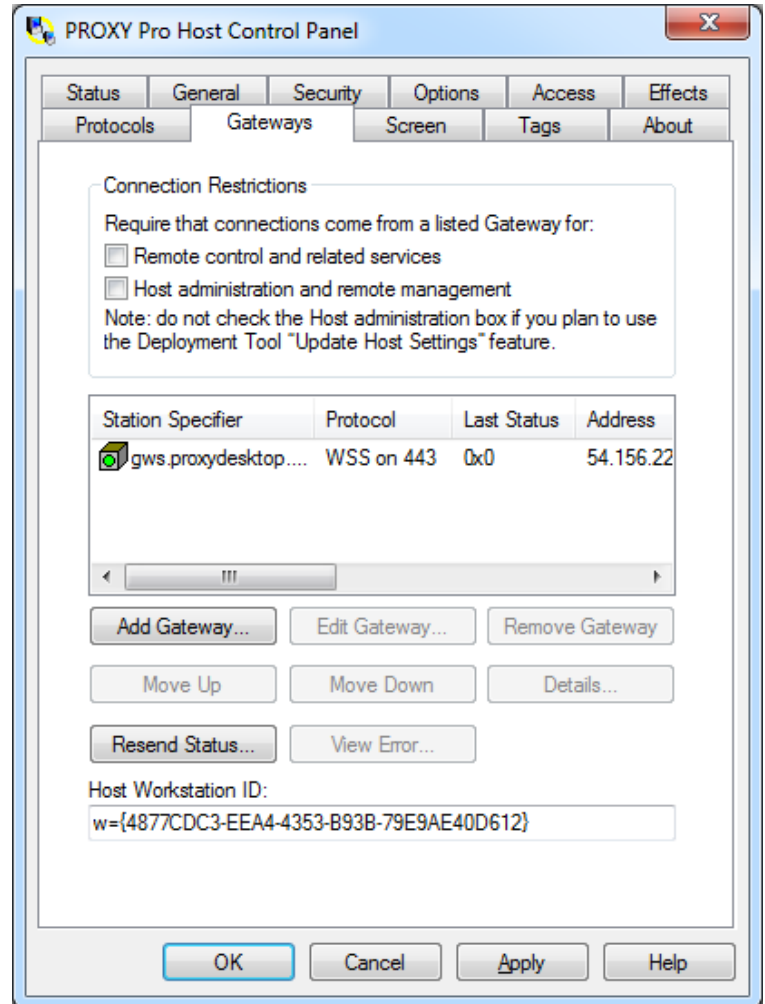 PROXY Pro Host Control Panel
Status General Security Options Access Effects
Protocols Gateways Screen Tags About
Connection Restrictions
Require that connections come from a listed Gateway for:
Remote control and related services
Host administration and remote management
Note: do not check the Host administration box if you plan to use
the Deployment Tool "Update Host Settings" feature.
Station Specifier Protocol Last Status Address
gws.proxydesktop.... WSS on 443 0x0 54.156.22
Add Gateway... Edit Gateway... Remove Gateway
Move Up Move Down Details...
Resend Status... View Error...
Host Workstation ID:
w={4877CDC3-EEA4-4353-B93B-79E9AE40D612}
OK Cancel Apply Help